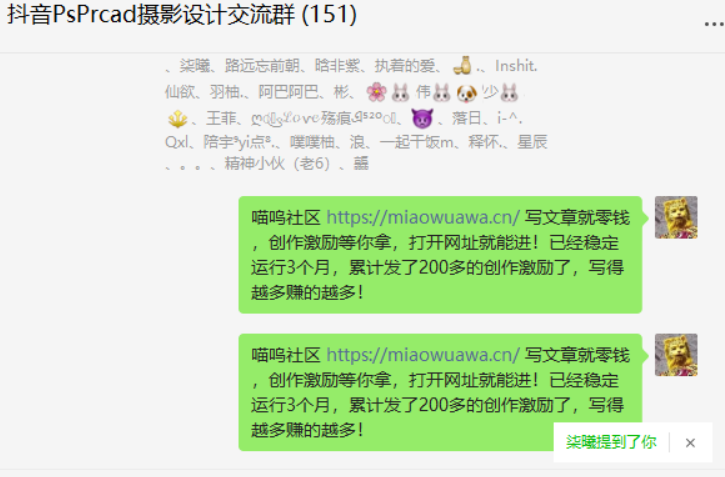 抖音PsPrcad摄影设计交流群 (151)
、柒曦、路远忘前朝、晗非紫、执着的爱、 .、Inshit.
仙欲、羽柚.、阿巴阿巴、彬、 伟 少
、王菲、 殇痕 、 、落日、i-^.
Qxl、陪宇⁵yi点⁸.、噗噗柚、浪、一起干饭m、释怀.、星辰
、。。。、精神小伙（老6）、
喵呜社区 https://miaowuawa.cn/ 写文章就零钱
，创作激励等你拿，打开网址就能进！已经稳定
运行3个月，累计发了200多的创作激励了，写得
越多赚的越多！
喵呜社区 https://miaowuawa.cn/ 写文章就零钱
，创作激励等你拿，打开网址就能进！已经稳定
运行3个月，累计发了200多的创作激励了，写得
越多赚的越多！
柒曦提到了你